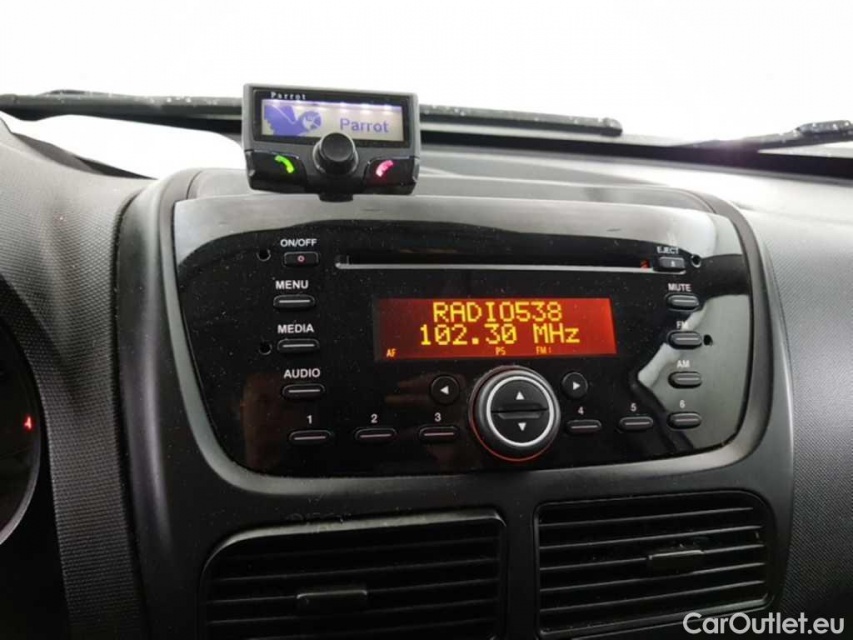 Parrot
Parrot
ON/OFF
EJECT
MENU
MUTE
RADIO538
102.30 MHz
MEDIA
FM
AF
PS
AM
AUDIO
1
2
3
4
5
6
CarOutlet.eu